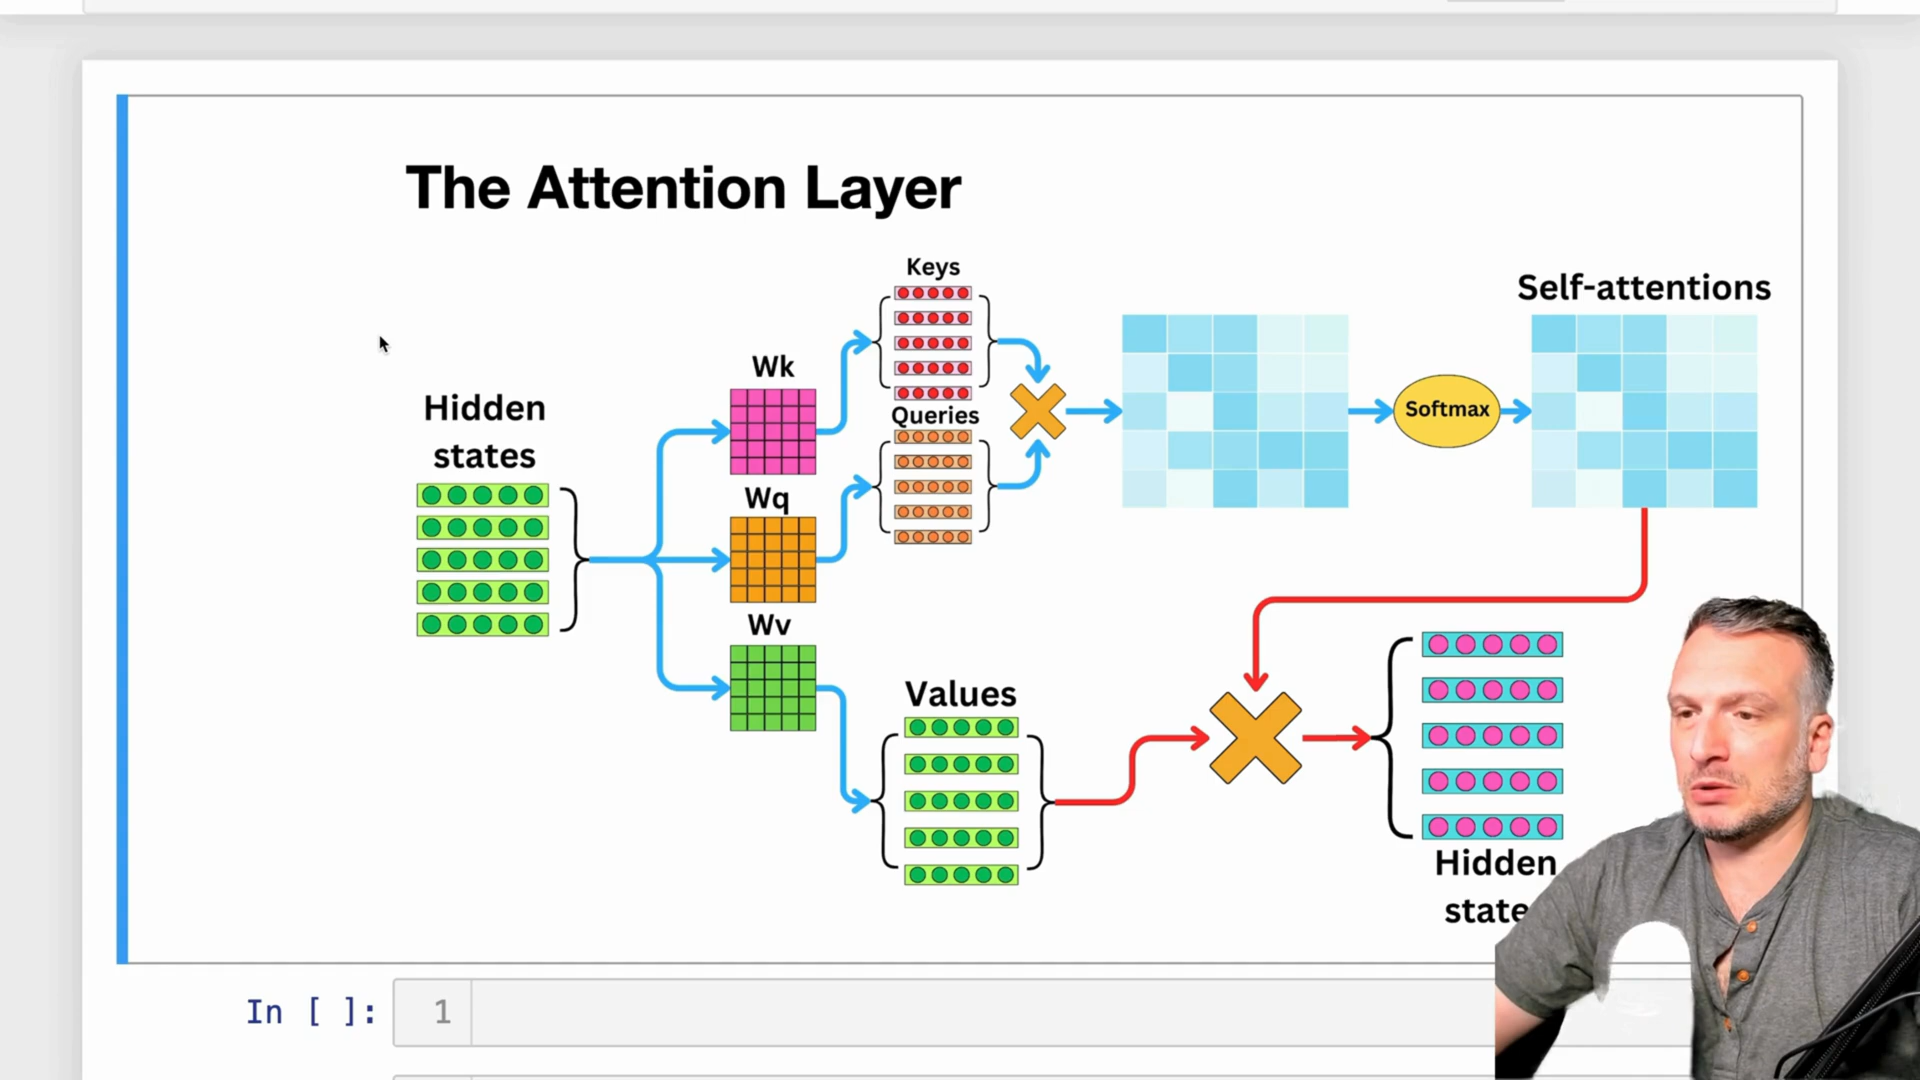 The Attention Layer
Keys
Self-attentions
Wk
Hidden
states
Queries
Softmax
Wq
Wv
Values
Hidden
state
In [ ]:
1